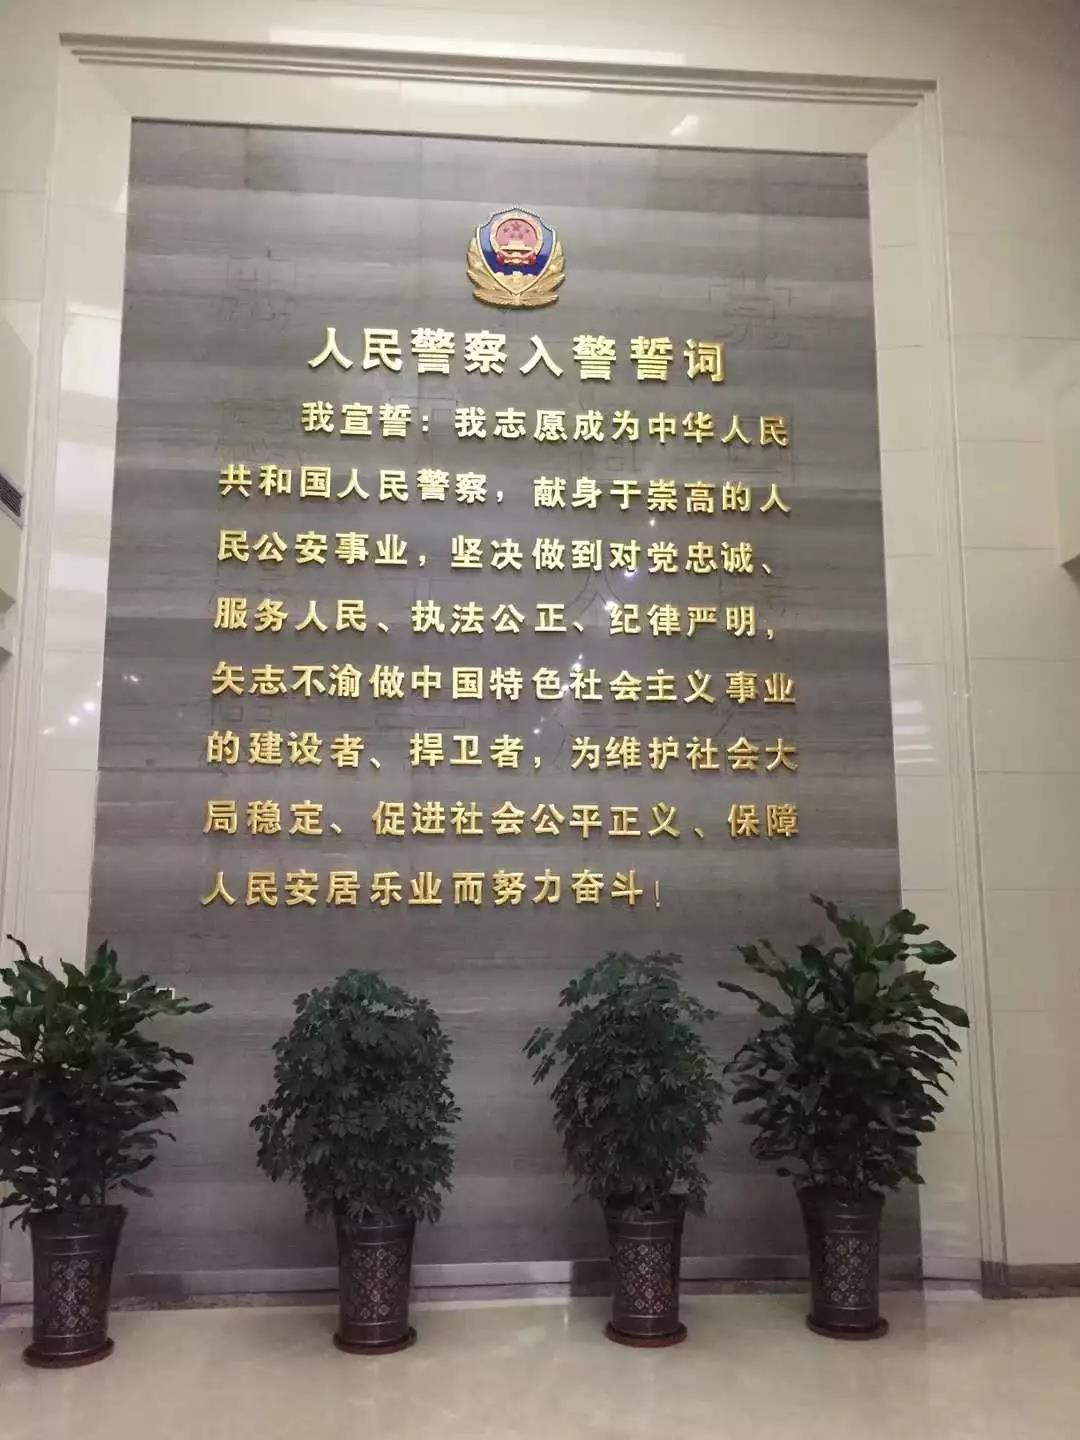 人民警察入警誓词
我宣誓：我志愿成为中华人民
共和国人民警察，献身于崇高的人
民公安事业，坚决做到对党忠诚、
服务人民、执法公正、纪律严明，
矢志不渝做中国特色社会主义事业
的建设者、捍卫者，为维护社会大
局稳定、促进社会公平正义、保障
人民安居乐业而努力奋斗！